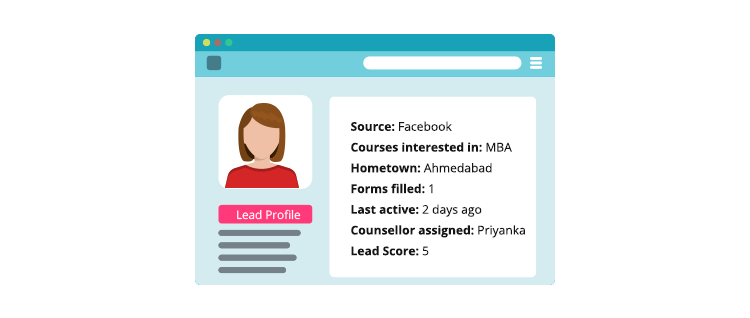 Source: Facebook
Courses interested in: MBA
Hometown: Ahmedabad
Forms filled: 1
Last active: 2 days ago
Counsellor assigned: Priyanka
Lead Score: 5
Lead Profile